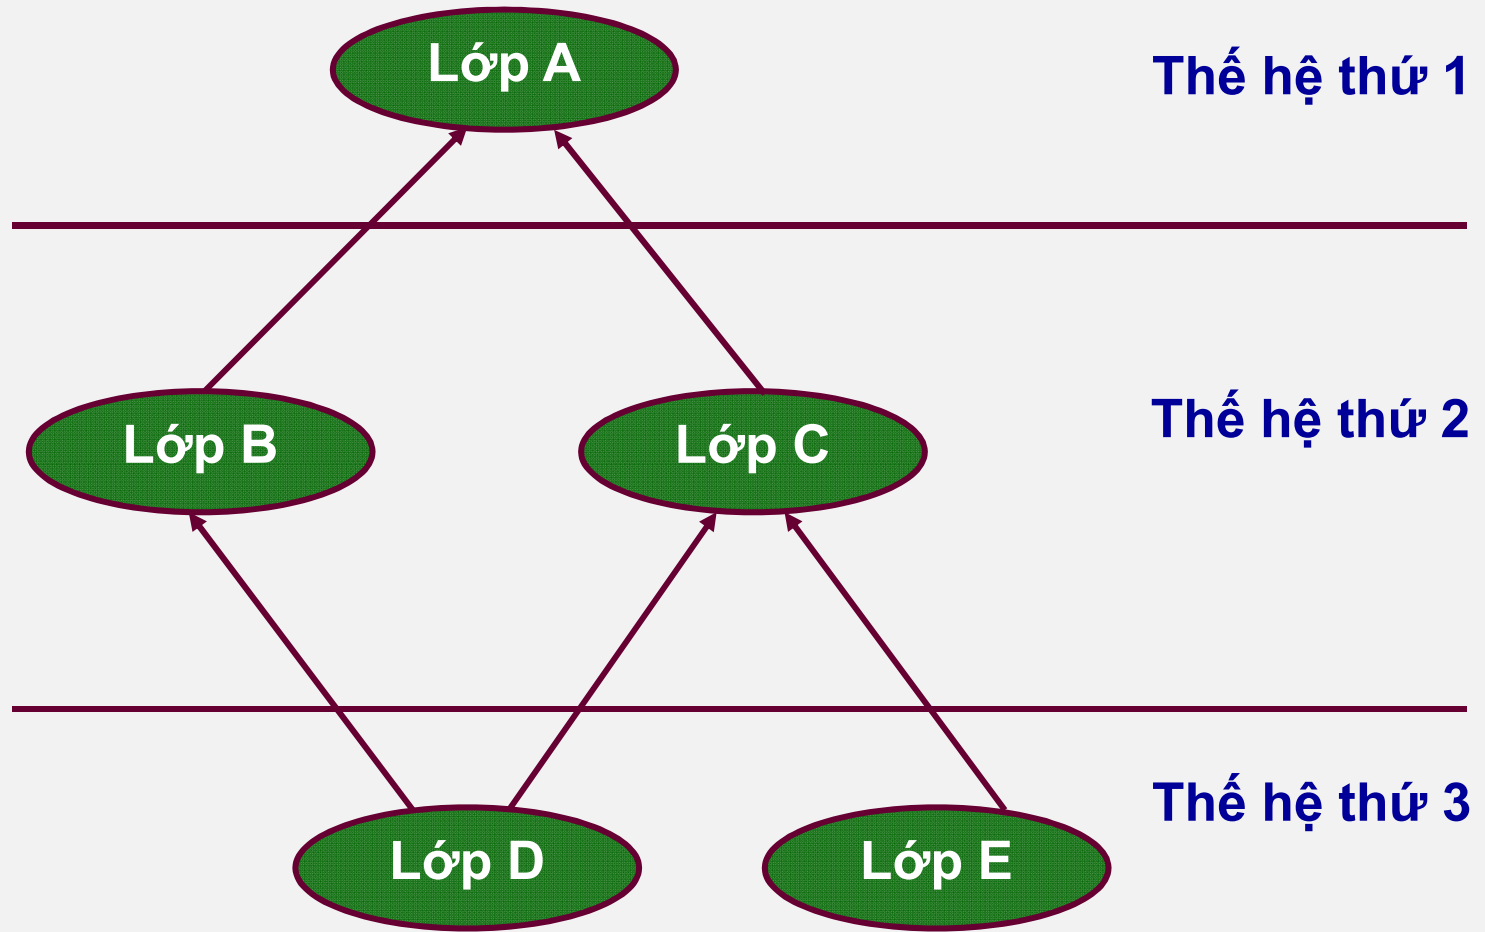 Lớp A
Thế hệ thứ 1
Lớp B
Lớp C
Thế hệ thứ 2
Lớp D
Lớp E
Thế hệ thứ 3